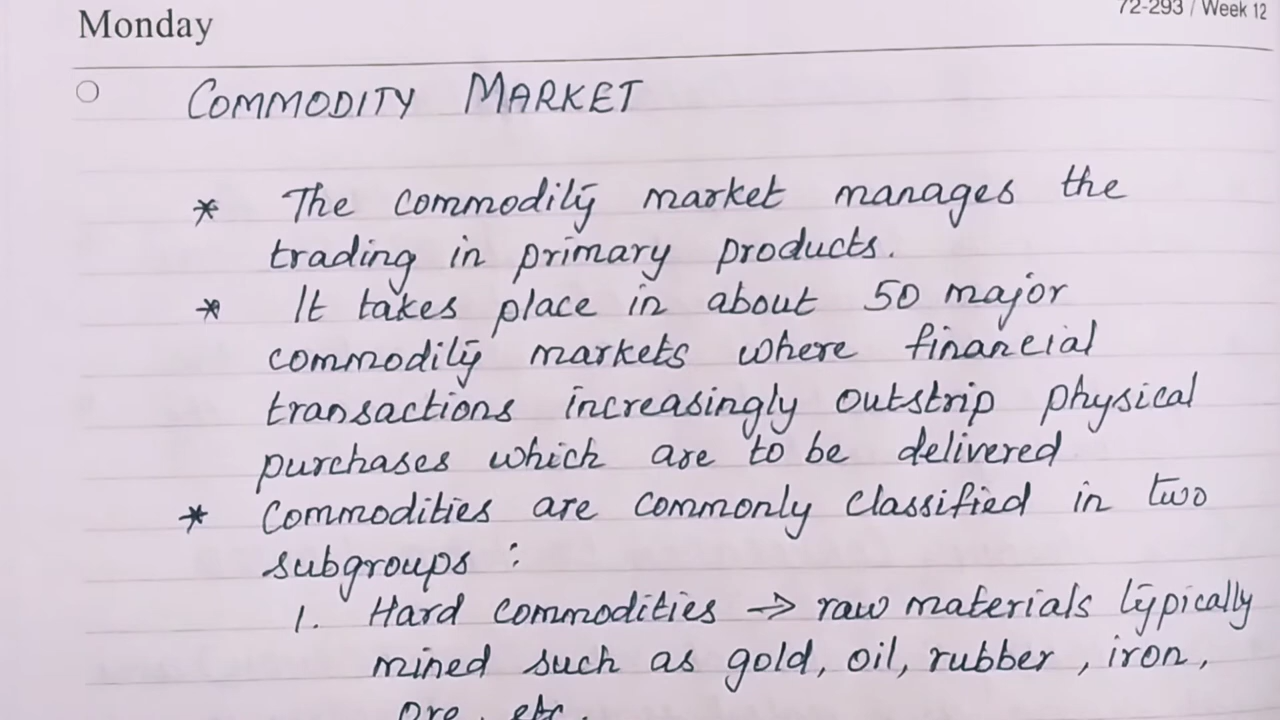 Monday
72-293 / Week 12
COMMODITY MARKET
* The commodity market manages the
trading in primary products.
* It takes place in about 50 major
commodity markets where financial
transactions increasingly outstrip physical
purchases which are to be delivered
* Commodities are commonly classified in two
subgroups :
1. Hard commodities → raw materials typically
mined such as gold, oil, rubber, iron,
ore, etc.